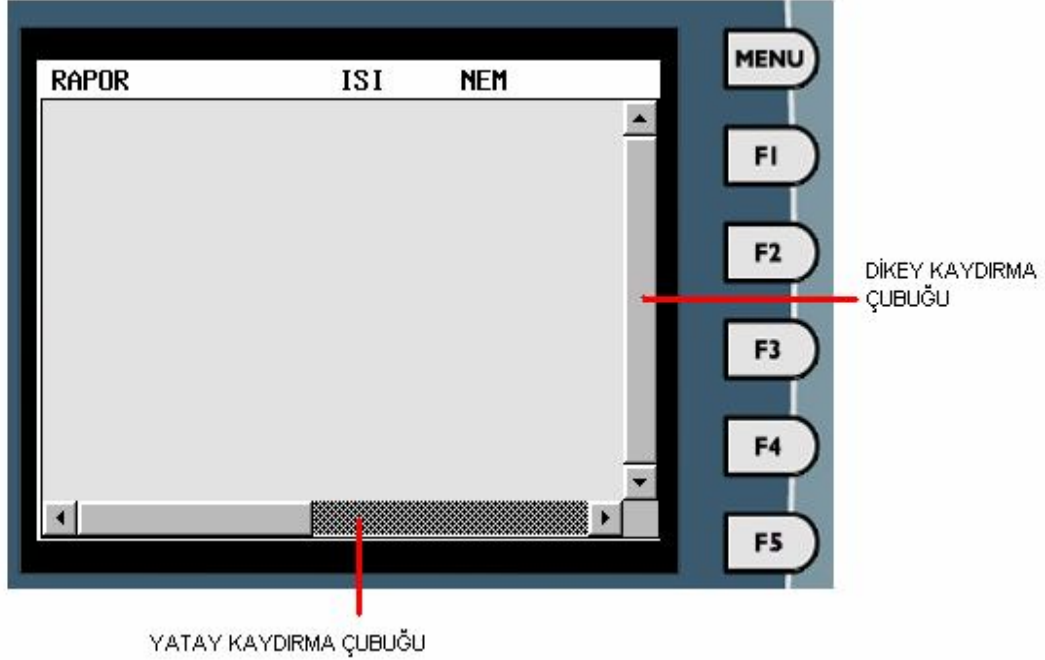 MENU
RAPOR ISI NEM
F1
F2
DİKEY KAYDIRMA
ÇUBUĞU
F3
F4
F5
YATAY KAYDIRMA ÇUBUĞU